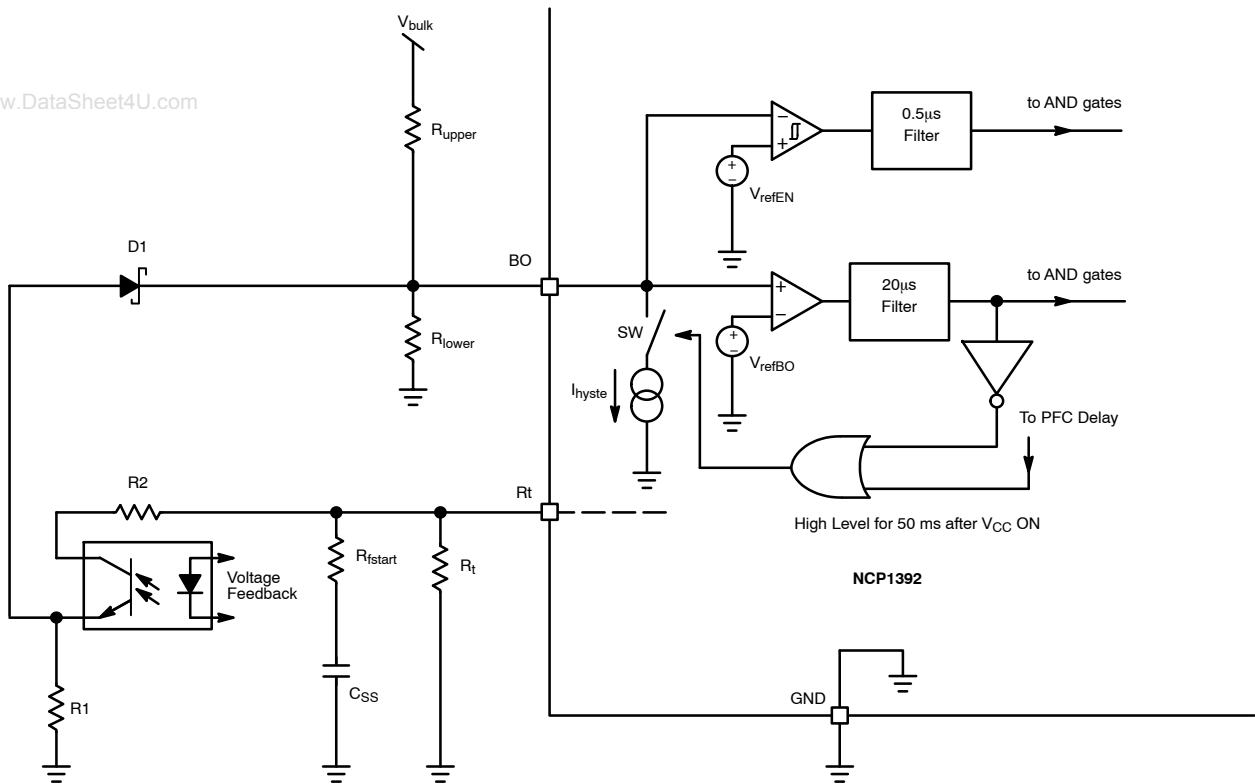 Vbulk
w.DataSheet4U.com
Rupper
0.5μs
Filter
to AND gates
+
−
VrefEN
−
+
D1
BO
Rlower
SW
Ihyste
+
−
VrefBO
+
−
20μs
Filter
to AND gates
To PFC Delay
High Level for 50 ms after VCC ON
NCP1392
R2
Rt
Rfstart
Rt
Voltage
Feedback
CSS
R1
GND